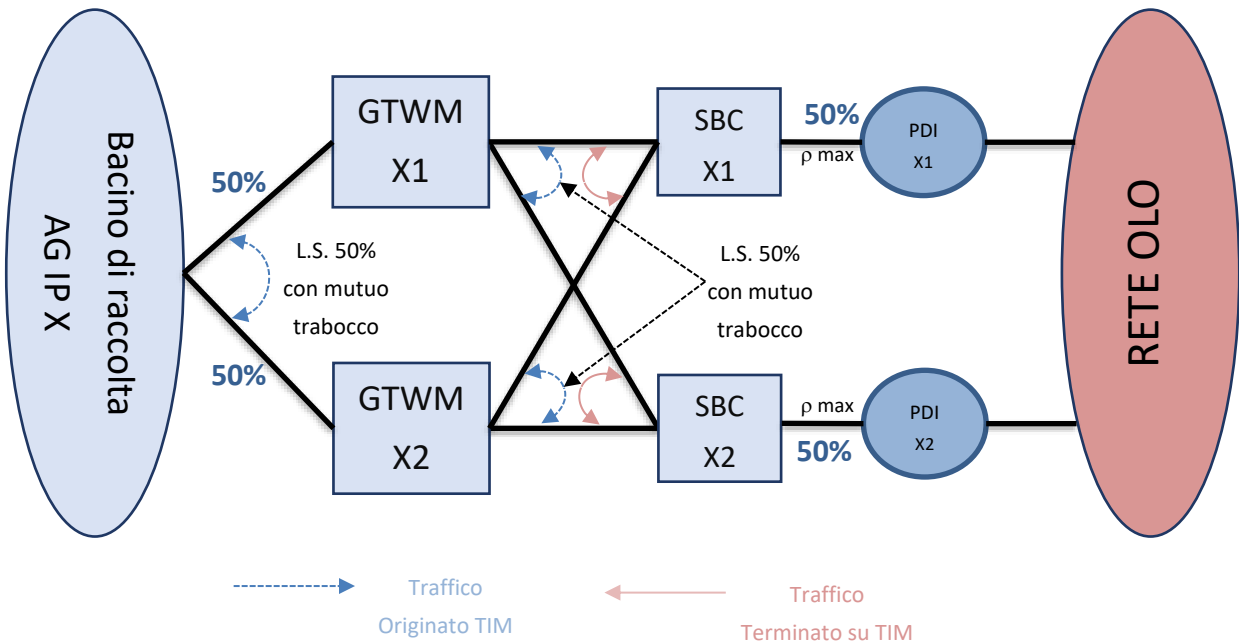 Bacino di raccolta
AG IP X
50%
50%
L.S. 50%
con mutuo
trabocco
GTWM
X1
GTWM
X2
L.S. 50%
con mutuo
trabocco
SBC
X1
SBC
X2
50%
ρ max
ρ max
50%
PDI
X1
PDI
X2
RETE OLO
Traffico
Originato TIM
Traffico
Terminato su TIM